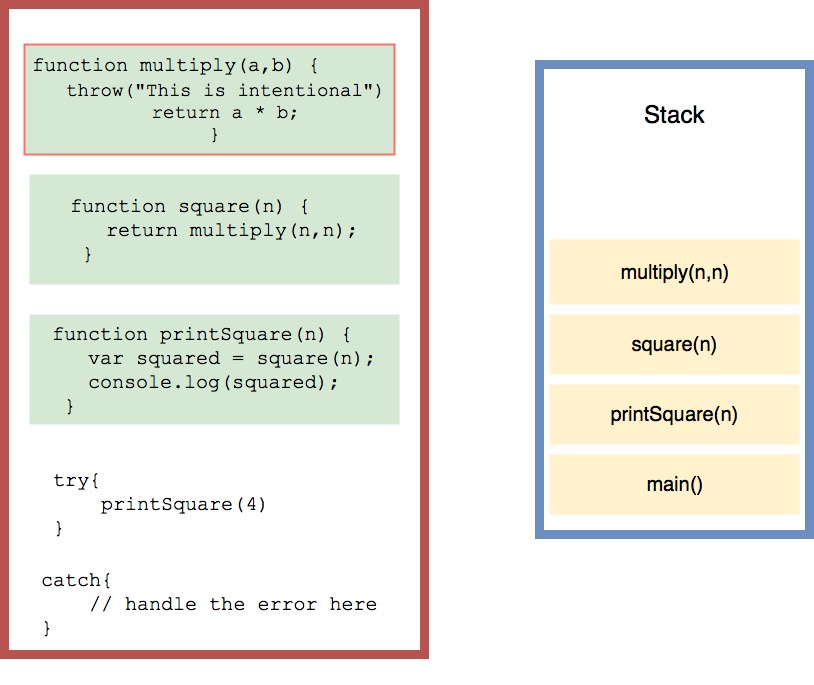 function multiply(a,b) {
throw("This is intentional")
return a * b;
}
function square(n) {
return multiply(n,n);
}
function printSquare(n) {
var squared = square(n);
console.log(squared);
}
try{
printSquare(4)
}
catch{
// handle the error here
}
Stack
multiply(n,n)
square(n)
printSquare(n)
main()